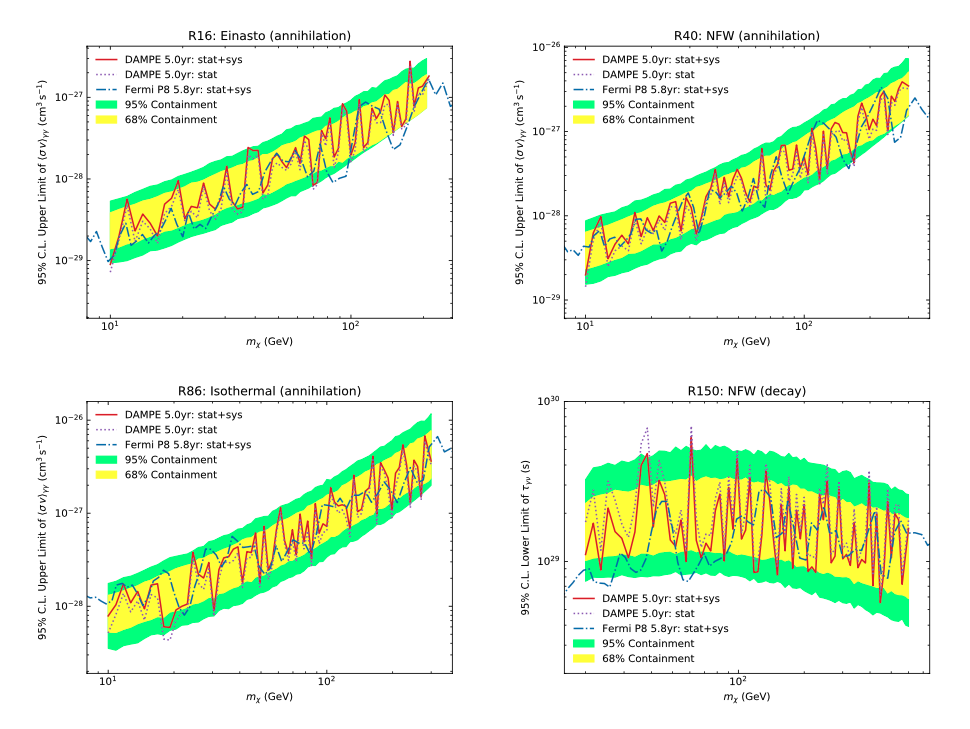 R16: Einasto (annihilation)
95% C.L. Upper Limit of ⟨σv⟩γγ (cm³ s⁻¹)
10⁻²⁷
10⁻²⁸
10⁻²⁹
DAMPE 5.0yr: stat+sys
DAMPE 5.0yr: stat
Fermi P8 5.8yr: stat+sys
95% Containment
68% Containment
10¹
10²
mχ (GeV)
R40: NFW (annihilation)
95% C.L. Upper Limit of ⟨σv⟩γγ (cm³ s⁻¹)
10⁻²⁶
10⁻²⁷
10⁻²⁸
10⁻²⁹
DAMPE 5.0yr: stat+sys
DAMPE 5.0yr: stat
Fermi P8 5.8yr: stat+sys
95% Containment
68% Containment
10¹
10²
mχ (GeV)
R86: Isothermal (annihilation)
95% C.L. Upper Limit of ⟨σv⟩γγ (cm³ s⁻¹)
10⁻²⁶
10⁻²⁷
10⁻²⁸
DAMPE 5.0yr: stat+sys
DAMPE 5.0yr: stat
Fermi P8 5.8yr: stat+sys
95% Containment
68% Containment
10¹
10²
mχ (GeV)
R150: NFW (decay)
95% C.L. Lower Limit of τγν (s)
10³⁰
10²⁹
DAMPE 5.0yr: stat+sys
DAMPE 5.0yr: stat
Fermi P8 5.8yr: stat+sys
95% Containment
68% Containment
10²
mχ (GeV)